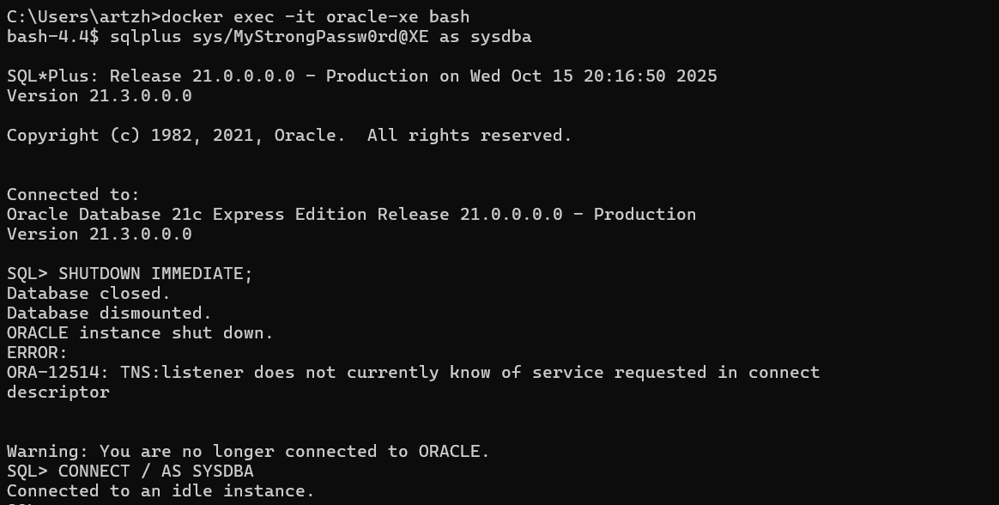 C:\Users\artzh>docker exec -it oracle-xe bash
bash-4.4$ sqlplus sys/MyStrongPassw0rd@XE as sysdba
SQL*Plus: Release 21.0.0.0.0 - Production on Wed Oct 15 20:16:50 2025
Version 21.3.0.0.0
Copyright (c) 1982, 2021, Oracle.  All rights reserved.
Connected to:
Oracle Database 21c Express Edition Release 21.0.0.0.0 - Production
Version 21.3.0.0.0
SQL> SHUTDOWN IMMEDIATE;
Database closed.
Database dismounted.
ORACLE instance shut down.
ERROR:
ORA-12514: TNS:listener does not currently know of service requested in connect
descriptor
Warning: You are no longer connected to ORACLE.
SQL> CONNECT / AS SYSDBA
Connected to an idle instance.